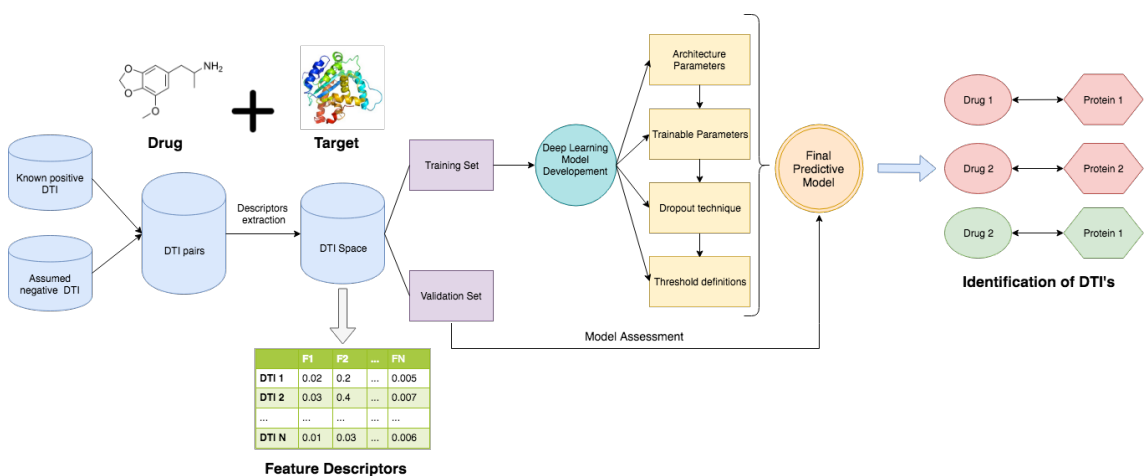 NH₂
O
O
O
Drug
Target
Known positive
DTI
Assumed
negative DTI
DTI pairs
Descriptors
extraction
DTI Space
Training Set
Validation Set
Deep Learning
Model
Developement
Architecture
Parameters
Trainable Parameters
Dropout technique
Threshold definitions
Model Assessment
Final
Predictive
Model
Drug 1
Protein 1
Drug 2
Protein 2
Drug 2
Protein 1
Identification of DTI's
F1 F2 ... FN
DTI 1 0.02 0.2 ... 0.005
DTI 2 0.03 0.4 ... 0.007
... ... ... ... ...
DTI N 0.01 0.03 ... 0.006
Feature Descriptors